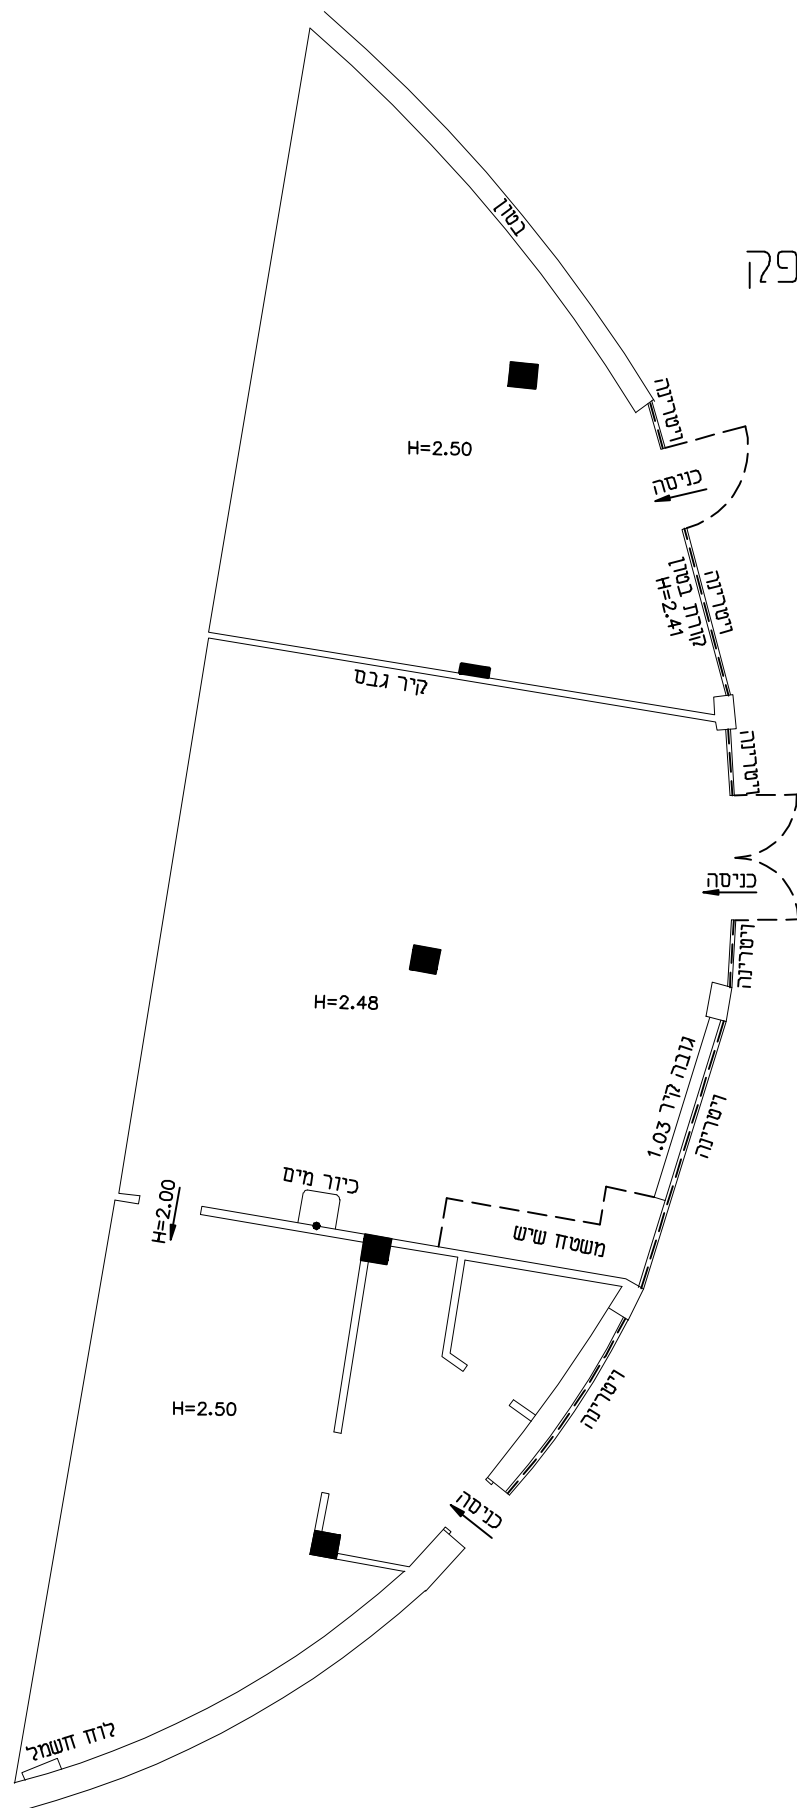 בטון
פק
ויטרינה
H=2.50
כניסה
ויטרינה
קורת בטון
H=2.41
קיר גבס
ויטרינה
כניסה
ויטרינה
H=2.48
גובה קיר 1.03
ויטרינה
כיור מים
H=2.00
משטח שיש
H=2.50
ויטרינה
כניסה
לוח חשמל